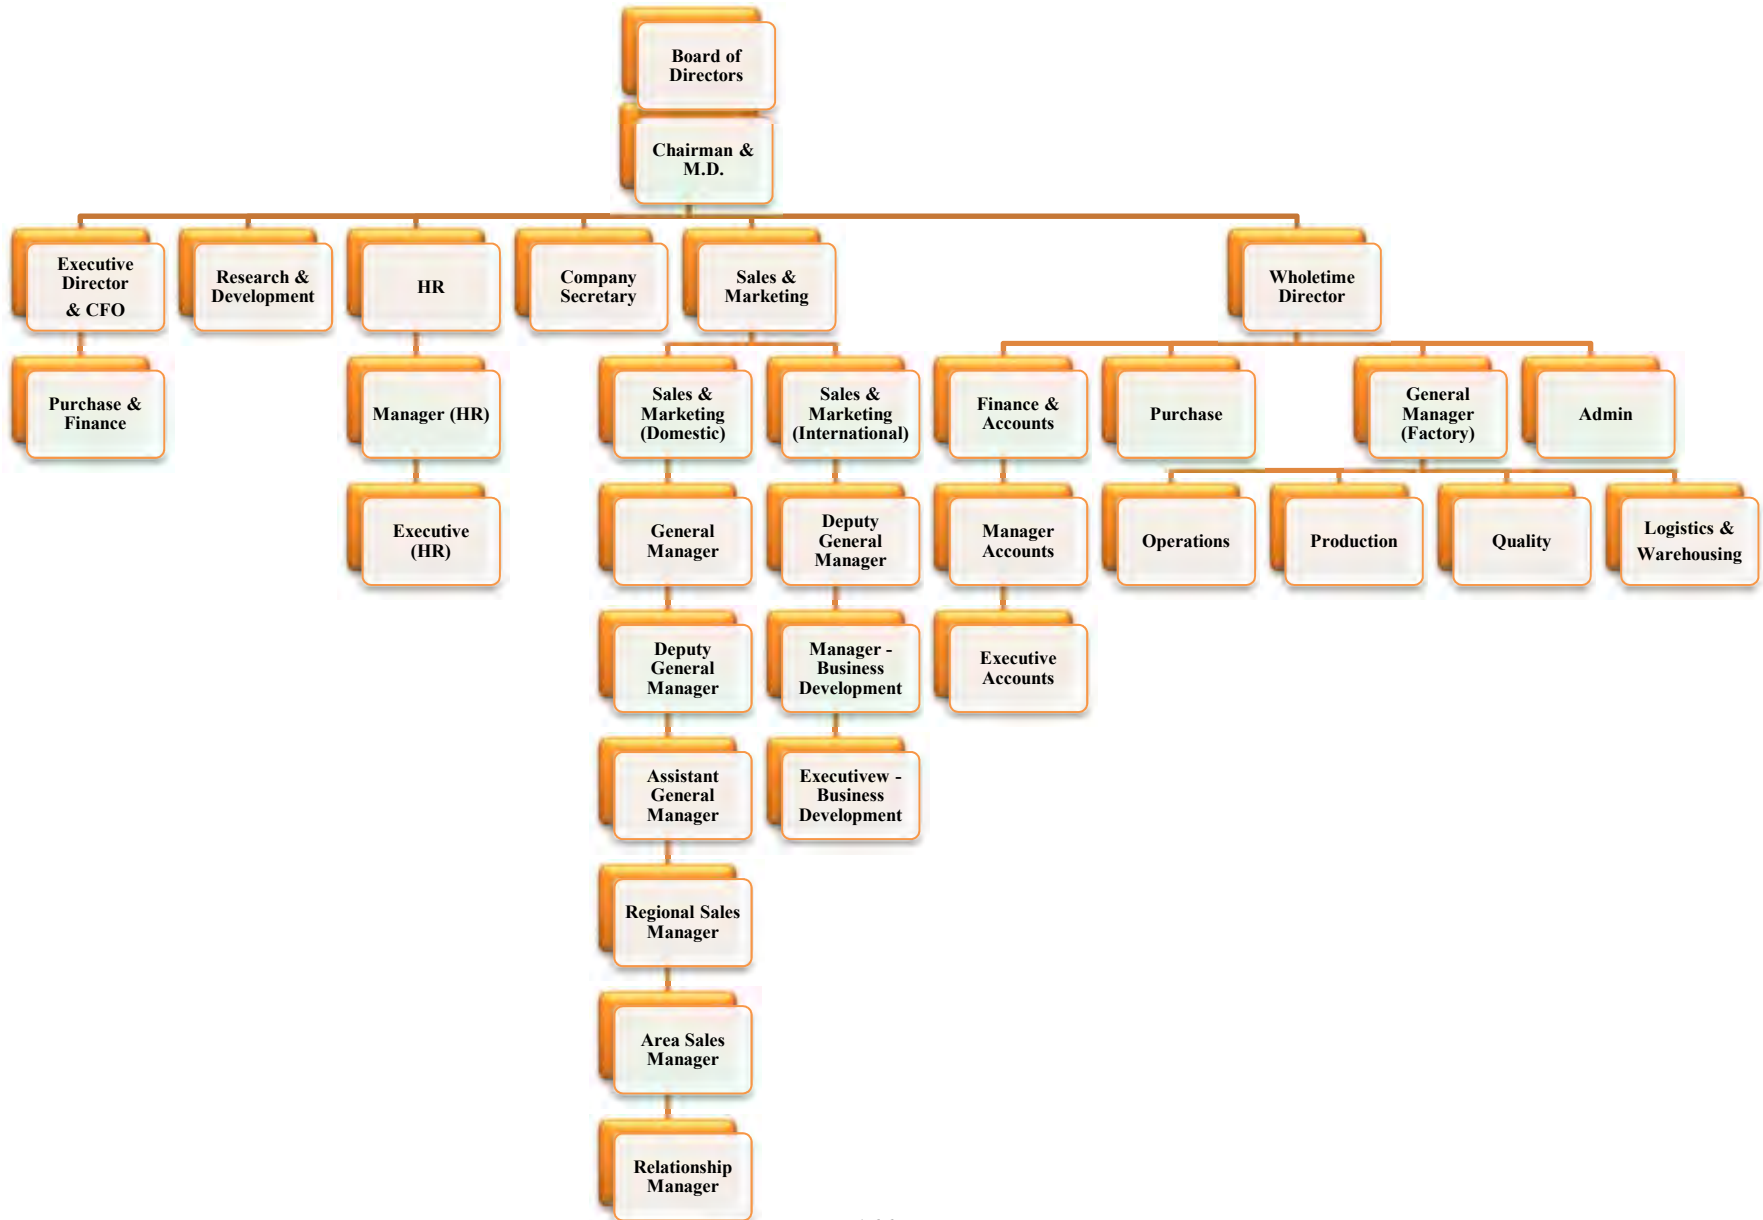 Board of
Directors
Chairman &
M.D.
Executive
Director
& CFO
Research &
Development
HR
Company
Secretary
Sales &
Marketing
Wholetime
Director
Purchase &
Finance
Manager (HR)
Sales &
Marketing
(Domestic)
Sales &
Marketing
(International)
Finance &
Accounts
Purchase
General
Manager
(Factory)
Admin
Executive
(HR)
General
Manager
Deputy
General
Manager
Manager
Accounts
Operations
Production
Quality
Logistics &
Warehousing
Deputy
General
Manager
Manager -
Business
Development
Executive
Accounts
Assistant
General
Manager
Executivew -
Business
Development
Regional Sales
Manager
Area Sales
Manager
Relationship
Manager